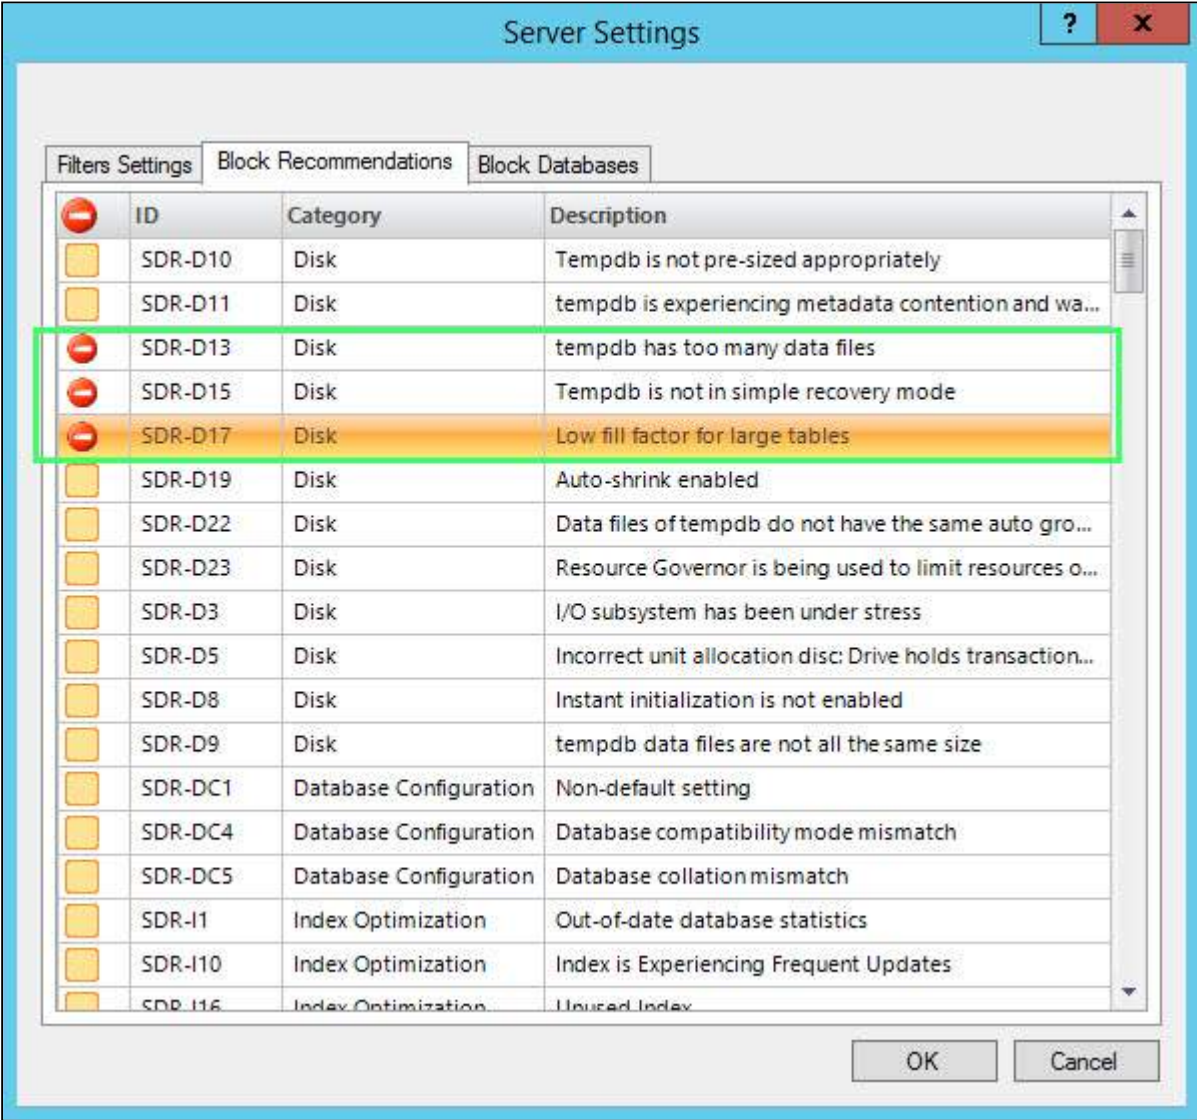 Server Settings
? x
Filters Settings Block Recommendations Block Databases
ID Category Description
SDR-D10 Disk Tempdb is not pre-sized appropriately
SDR-D11 Disk tempdb is experiencing metadata contention and wa...
SDR-D13 Disk tempdb has too many data files
SDR-D15 Disk Tempdb is not in simple recovery mode
SDR-D17 Disk Low fill factor for large tables
SDR-D19 Disk Auto-shrink enabled
SDR-D22 Disk Data files of tempdb do not have the same auto gro...
SDR-D23 Disk Resource Governor is being used to limit resources o...
SDR-D3 Disk I/O subsystem has been under stress
SDR-D5 Disk Incorrect unit allocation disc: Drive holds transaction...
SDR-D8 Disk Instant initialization is not enabled
SDR-D9 Disk tempdb data files are not all the same size
SDR-DC1 Database Configuration Non-default setting
SDR-DC4 Database Configuration Database compatibility mode mismatch
SDR-DC5 Database Configuration Database collation mismatch
SDR-I1 Index Optimization Out-of-date database statistics
SDR-I10 Index Optimization Index is Experiencing Frequent Updates
SDR-I16 Index Optimization Unused Index
OK Cancel